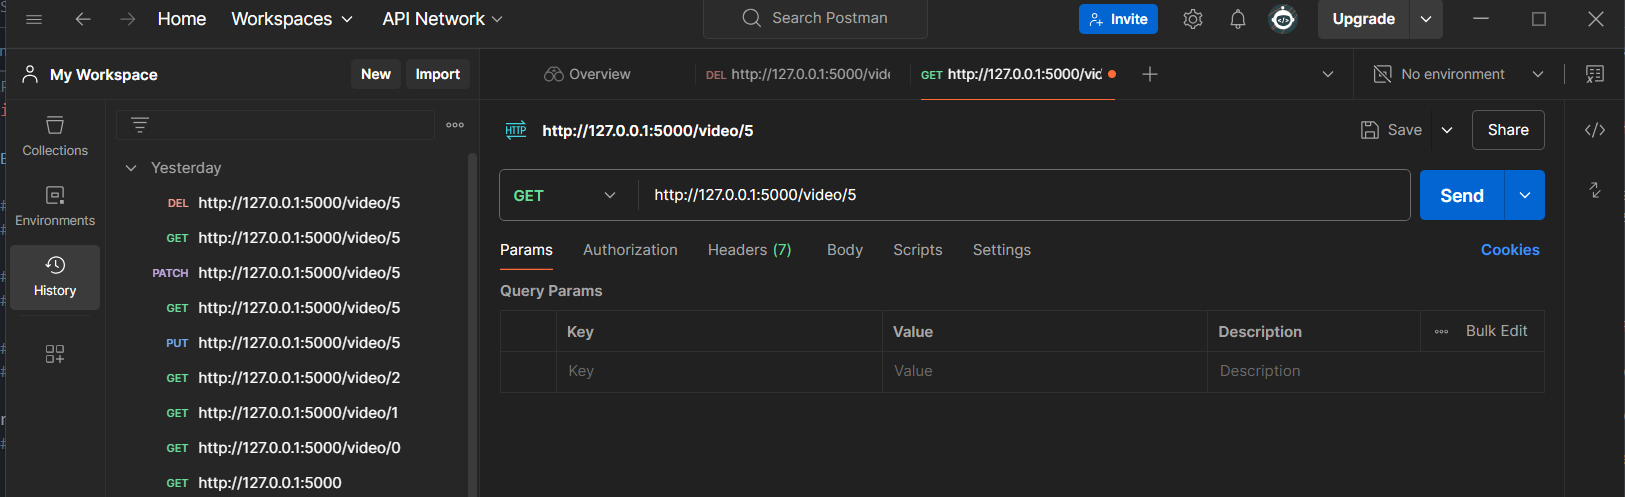 Home Workspaces API Network Search Postman Invite Upgrade
My Workspace New Import
Overview DEL http://127.0.0.1:5000/vide GET http://127.0.0.1:5000/vid No environment
Collections
Environments
History
Yesterday
DEL http://127.0.0.1:5000/video/5
GET http://127.0.0.1:5000/video/5
PATCH http://127.0.0.1:5000/video/5
GET http://127.0.0.1:5000/video/5
PUT http://127.0.0.1:5000/video/5
GET http://127.0.0.1:5000/video/2
GET http://127.0.0.1:5000/video/1
GET http://127.0.0.1:5000/video/0
GET http://127.0.0.1:5000
HTTP http://127.0.0.1:5000/video/5 Save Share
GET http://127.0.0.1:5000/video/5 Send
Params Authorization Headers (7) Body Scripts Settings Cookies
Query Params
Key Value Description Bulk Edit
Key Value Description